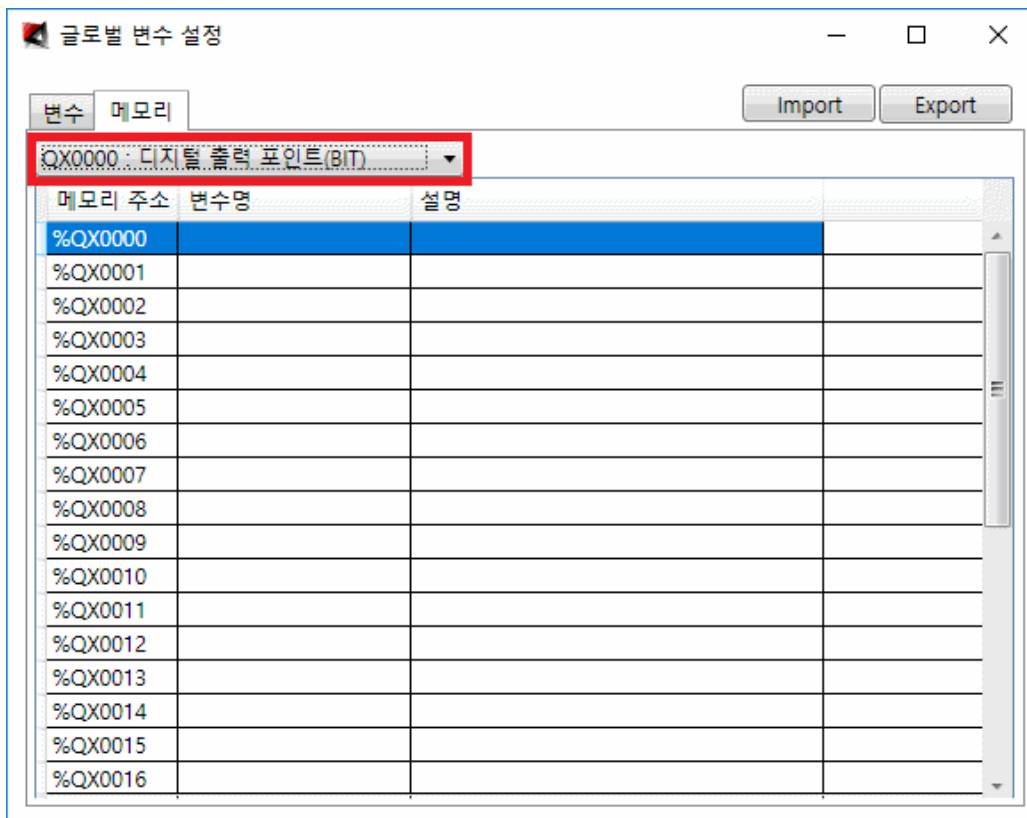 글로벌 변수 설정
변수 메모리 Import Export
QX0000 : 디지털 출력 포인트(BIT)
메모리 주소 변수명 설명
%QX0000
%QX0001
%QX0002
%QX0003
%QX0004
%QX0005
%QX0006
%QX0007
%QX0008
%QX0009
%QX0010
%QX0011
%QX0012
%QX0013
%QX0014
%QX0015
%QX0016